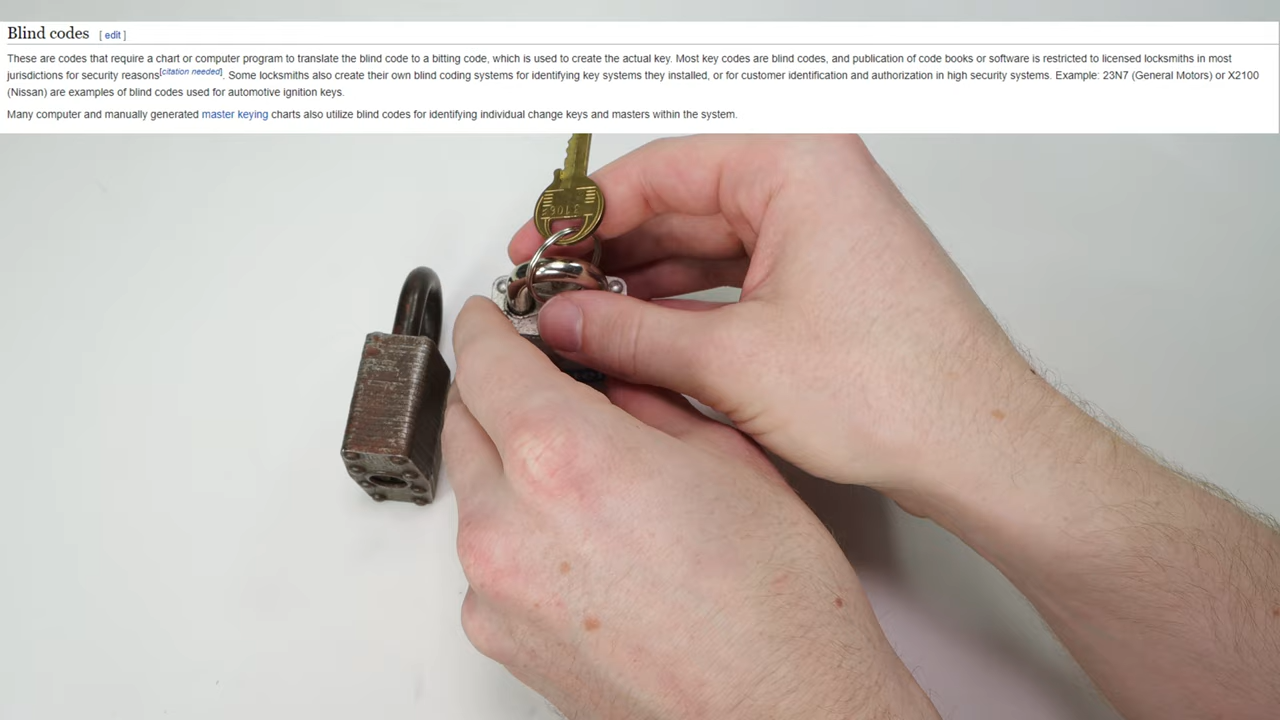 Blind codes [ edit ]
These are codes that require a chart or computer program to translate the blind code to a bitting code, which is used to create the actual key. Most key codes are blind codes, and publication of code books or software is restricted to licensed locksmiths in most
jurisdictions for security reasons[citation needed]. Some locksmiths also create their own blind coding systems for identifying key systems they installed, or for customer identification and authorization in high security systems. Example: 23N7 (General Motors) or X2100
(Nissan) are examples of blind codes used for automotive ignition keys.
Many computer and manually generated master keying charts also utilize blind codes for identifying individual change keys and masters within the system.